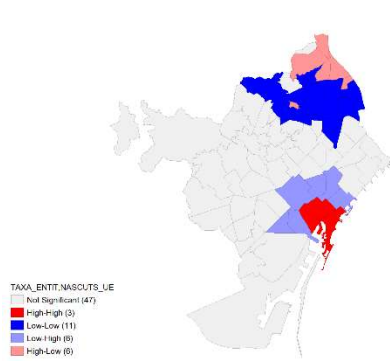 TAXA_ENTIT,NASCUTS_UE
Not Significant (47)
High-High (3)
Low-Low (11)
Low-High (6)
High-Low (6)